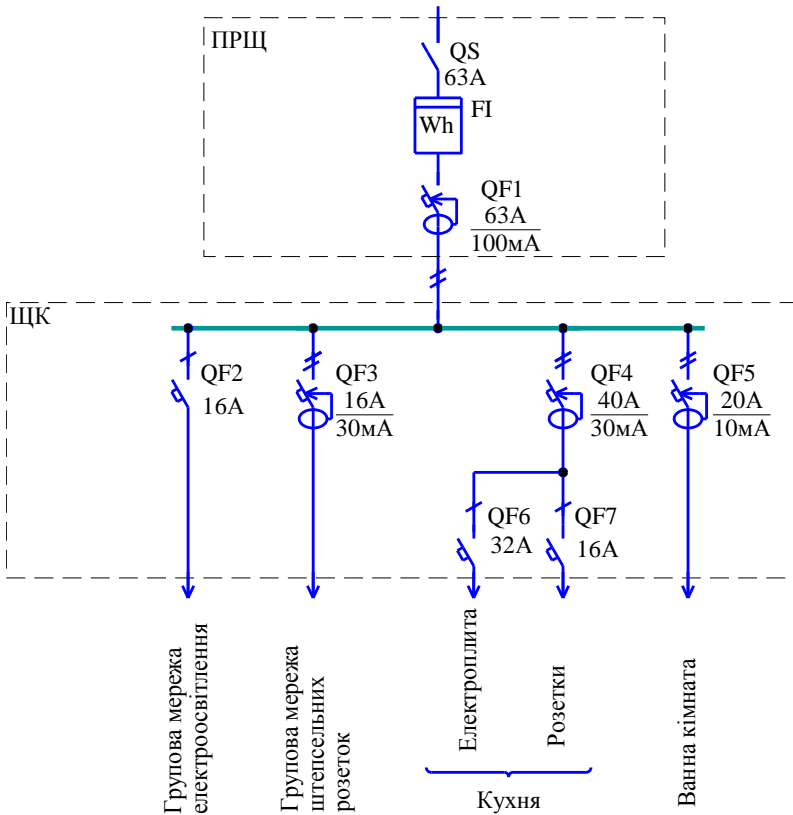 ПРЩ
QS
63А
FI
Wh
QF1
63А
100мА
ЩК
QF2
16А
QF3
16А
30мА
QF4
40А
30мА
QF5
20А
10мА
QF6
32А
QF7
16А
Групова мережа
електроосвітлення
Групова мережа
штепсельних
розеток
Електроплита
Розетки
Кухня
Ванна кімната